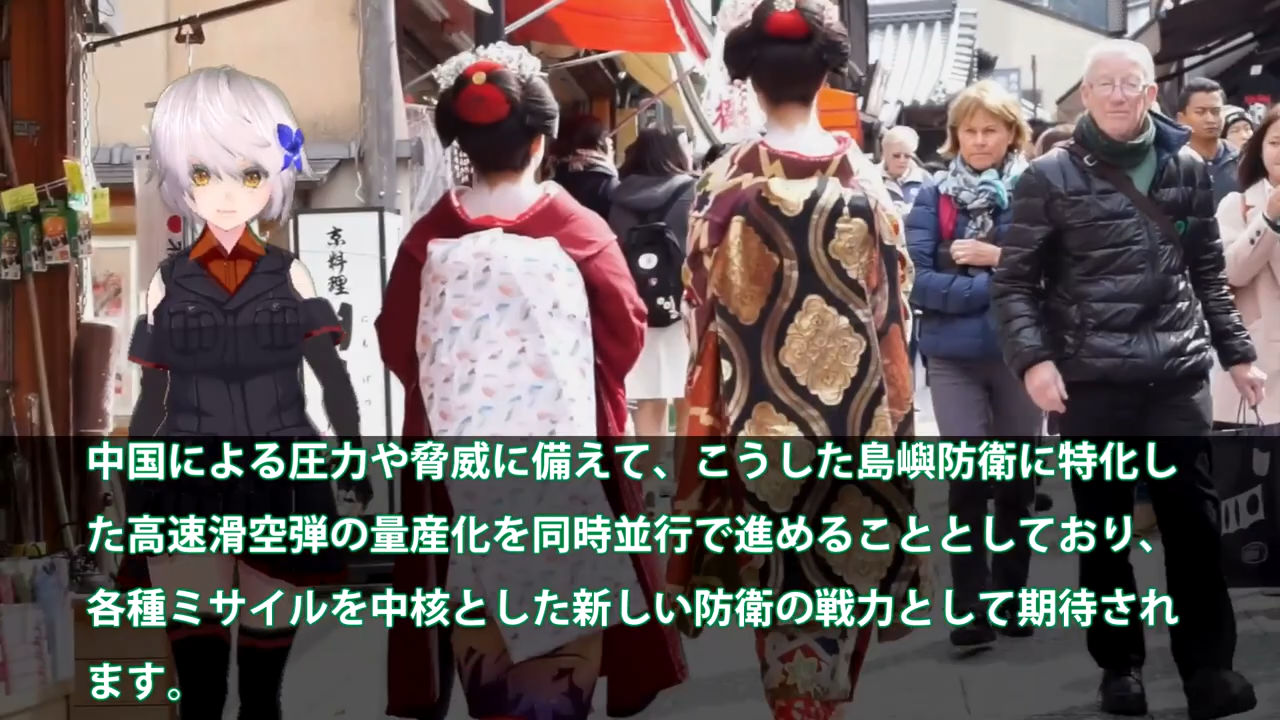 京料理
中国による圧力や脅威に備えて、こうした島嶼防衛に特化し
た高速滑空弾の量産化を同時並行で進めることとしており、
各種ミサイルを中核とした新しい防衛の戦力として期待され
ます。